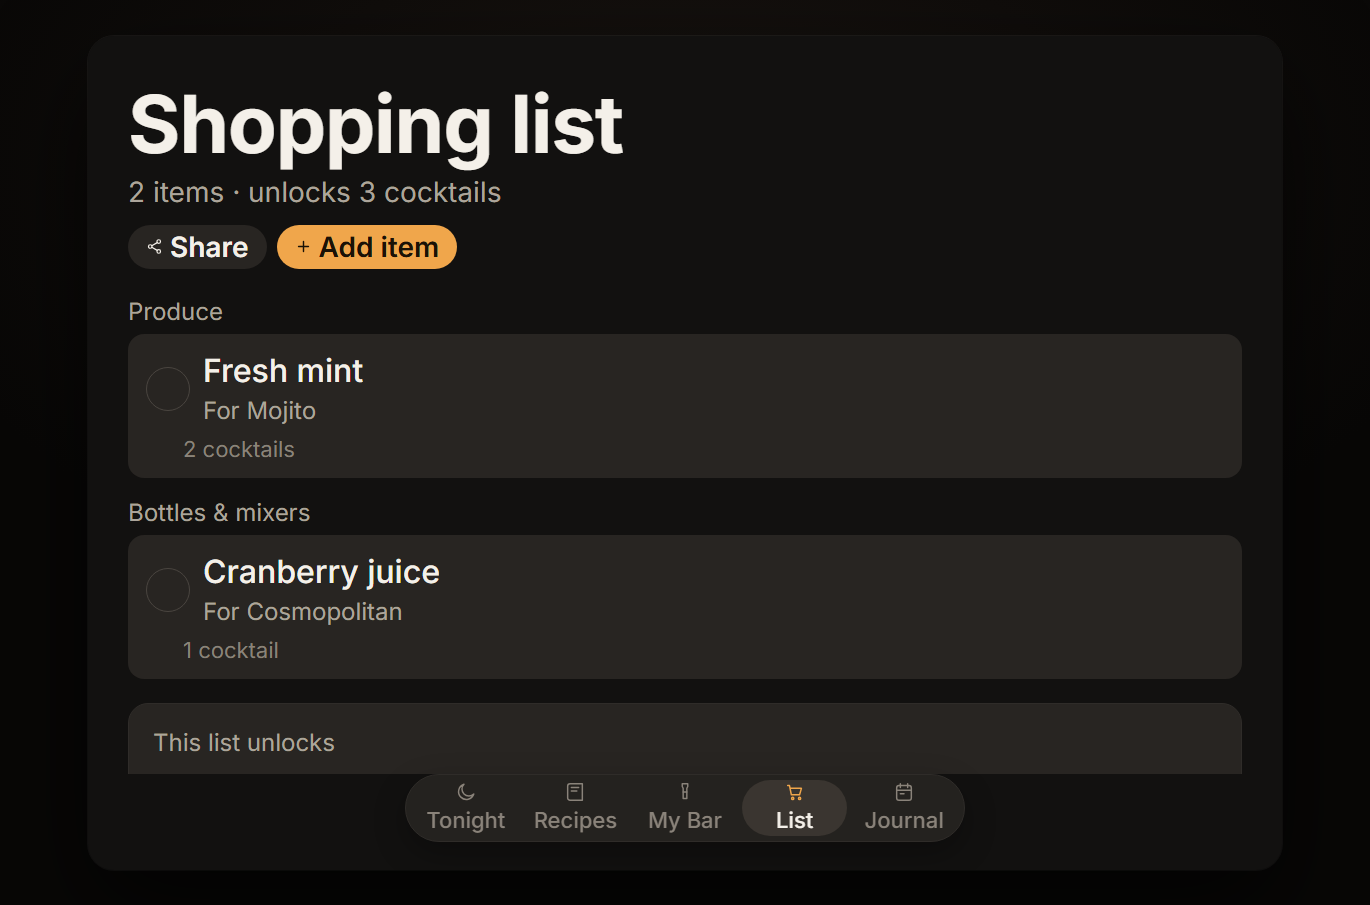 Shopping list
2 items · unlocks 3 cocktails
Share
+ Add item
Produce
Fresh mint
For Mojito
2 cocktails
Bottles & mixers
Cranberry juice
For Cosmopolitan
1 cocktail
This list unlocks
Tonight Recipes My Bar List Journal